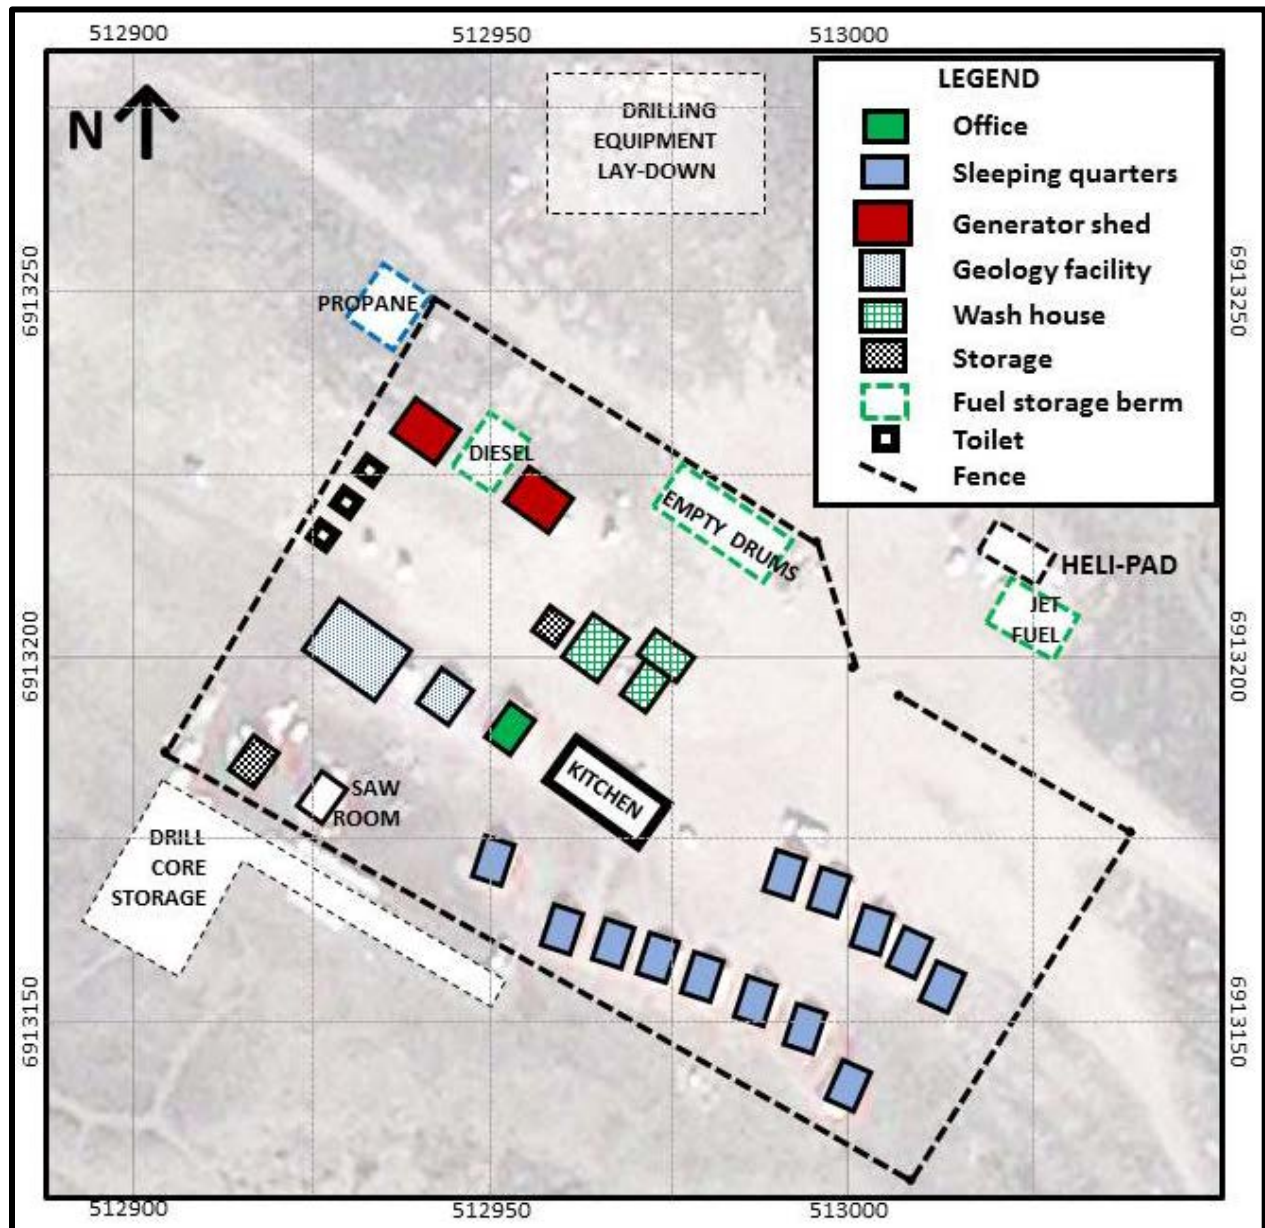 512900
512950
513000
N
DRILLING
EQUIPMENT
LAY-DOWN
LEGEND
Office
Sleeping quarters
Generator shed
Geology facility
Wash house
Storage
Fuel storage berm
Toilet
Fence
6913250
6913250
PROPANE
DIESEL
EMPTY DRUMS
HELI-PAD
JET
FUEL
6913200
6913200
KITCHEN
SAW
ROOM
DRILL
CORE
STORAGE
6913150
6913150
512900
512950
513000